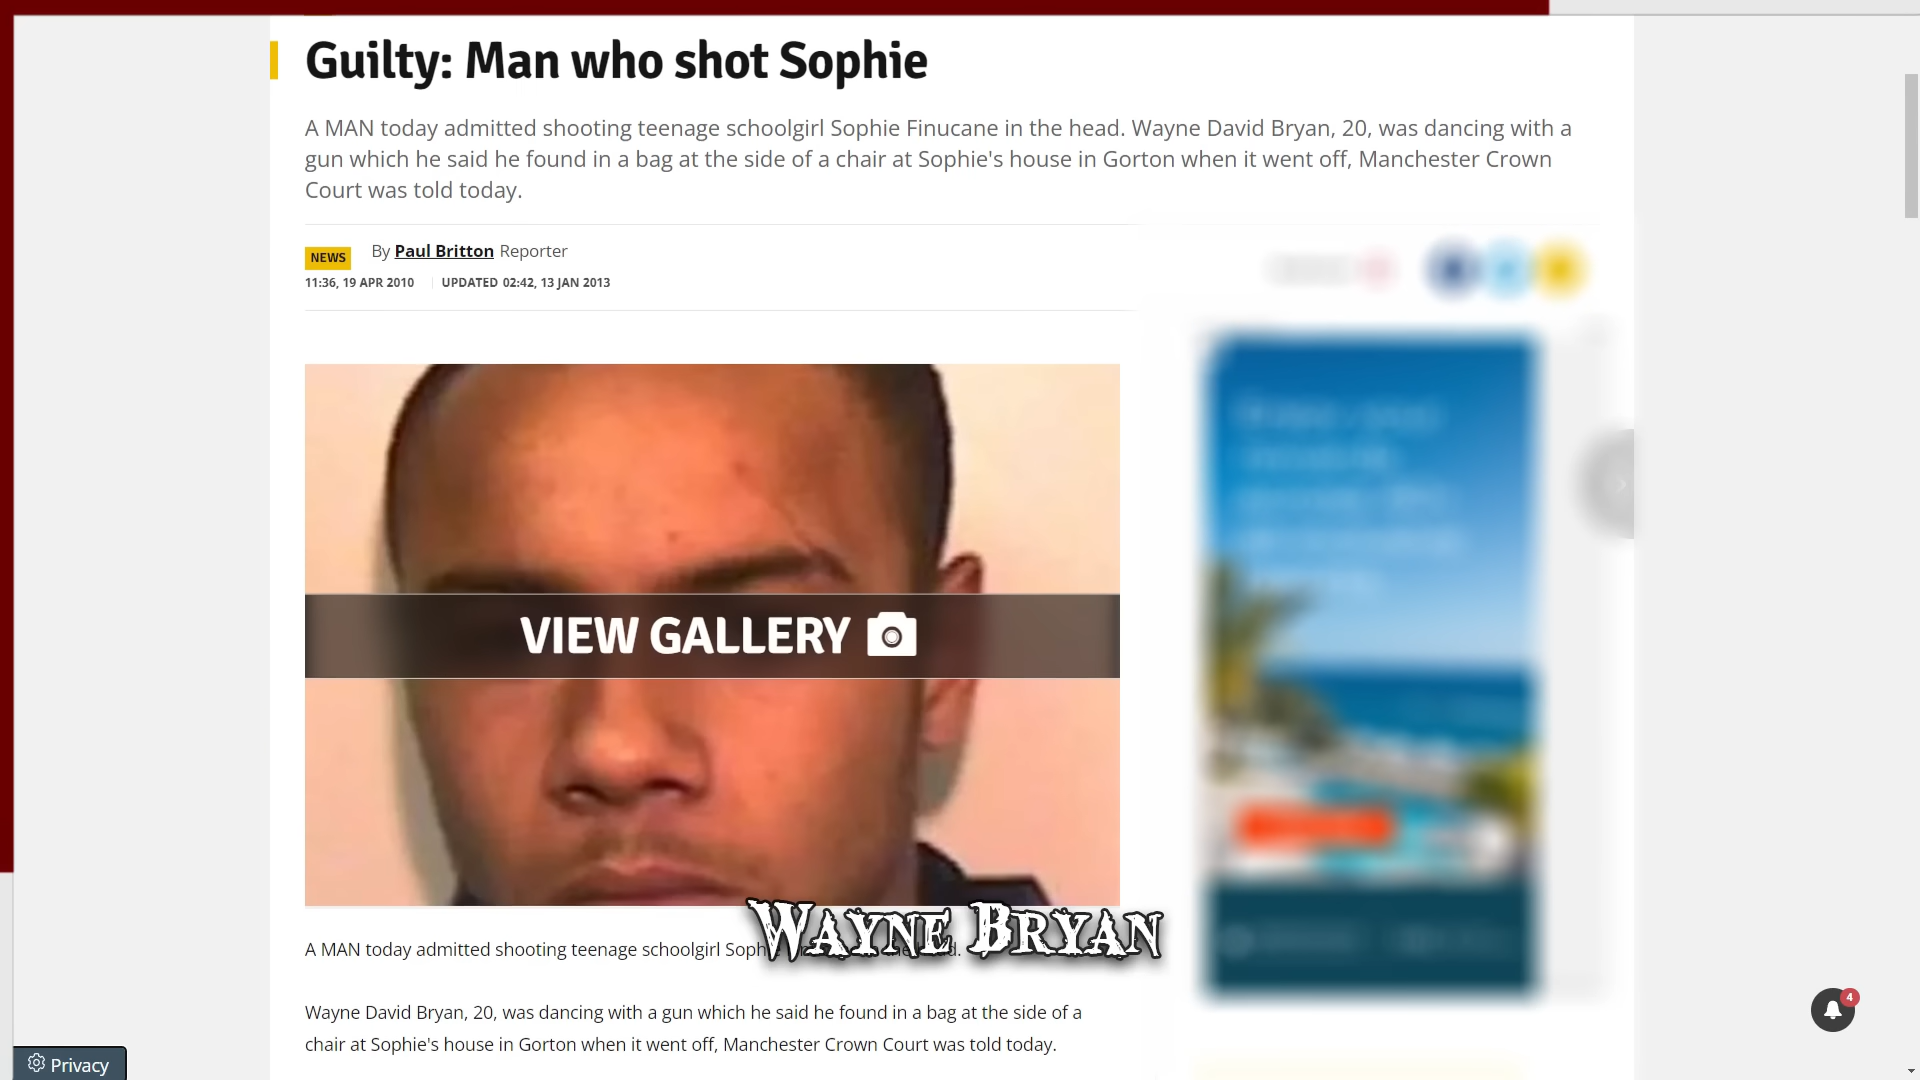 Guilty: Man who shot Sophie
A MAN today admitted shooting teenage schoolgirl Sophie Finucane in the head. Wayne David Bryan, 20, was dancing with a
gun which he said he found in a bag at the side of a chair at Sophie's house in Gorton when it went off, Manchester Crown
Court was told today.
NEWS
By Paul Britton Reporter
11:36, 19 APR 2010
UPDATED 02:42, 13 JAN 2013
VIEW GALLERY
WAYNE BRYAN
A MAN today admitted shooting teenage schoolgirl
Wayne David Bryan, 20, was dancing with a gun which he said he found in a bag at the side of a
chair at Sophie's house in Gorton when it went off, Manchester Crown Court was told today.
4
Privacy